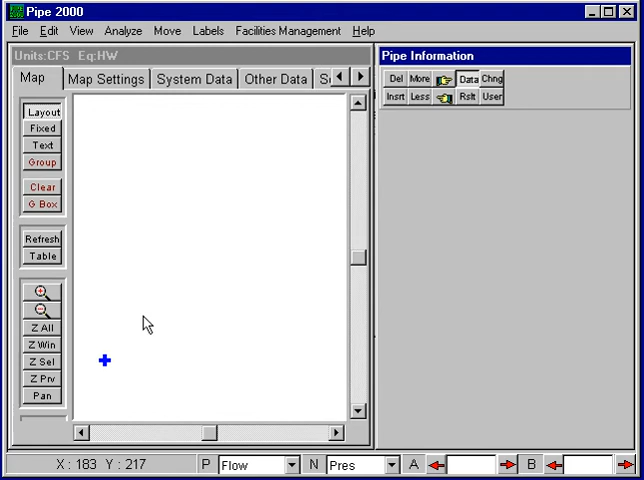 Pipe 2000
File Edit View Analyze Move Labels Facilities Management Help
Units:CFS Eq:HW
Map Map Settings System Data Other Data
Layout
Fixed
Text
Group
Clear
G Box
Refresh
Table
Z All
Z Win
Z Sel
Z Prv
Pan
Pipe Information
Del More Data Chng
Insrt Less Rslt User
X : 183 Y : 217 P Flow N Pres A B